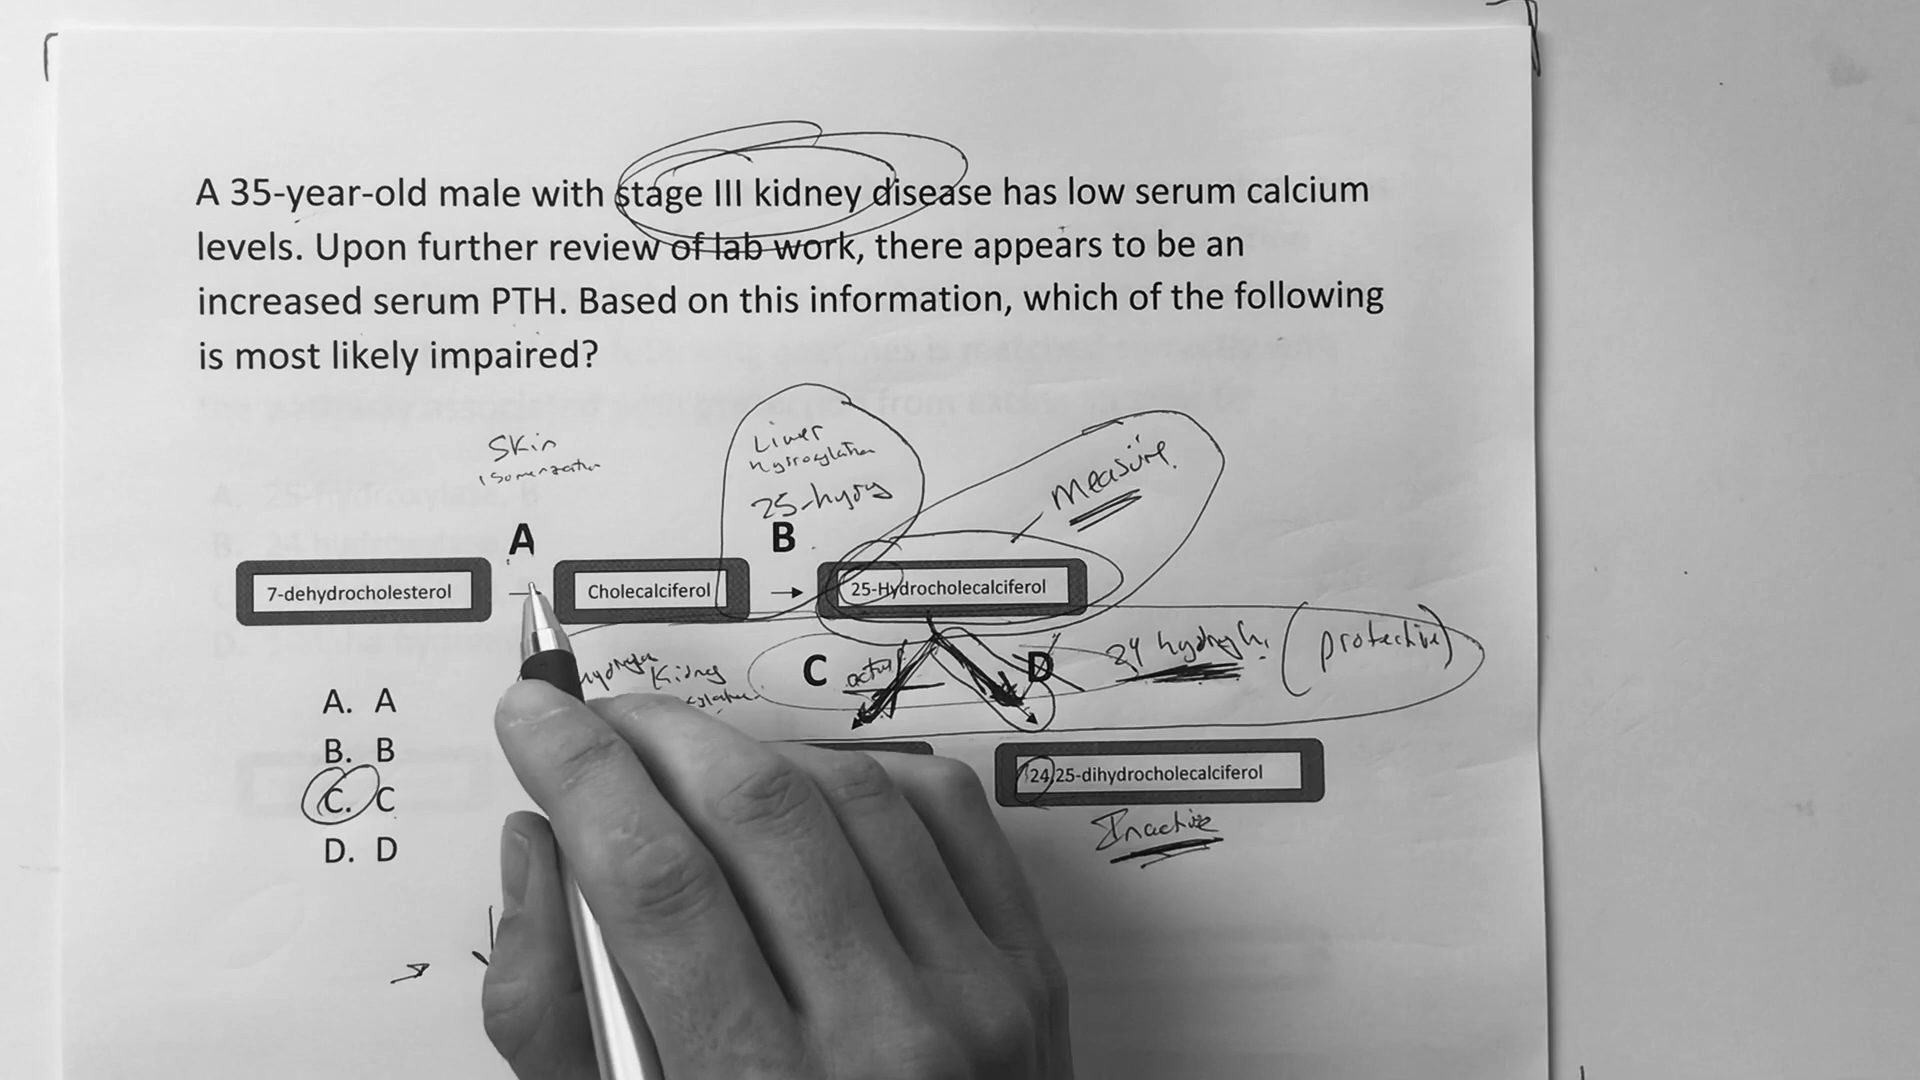 A 35-year-old male with stage III kidney disease has low serum calcium
levels. Upon further review of lab work, there appears to be an
increased serum PTH. Based on this information, which of the following
is most likely impaired?
Skin
Liver
25-hydroxy
measure.
A
B
7-dehydrocholesterol
Cholecalciferol
25-Hydrocholecalciferol
Kidney
C
D
24
(protective)
24,25-dihydrocholecalciferol
Inactive
A. A
B. B
C. C
D. D